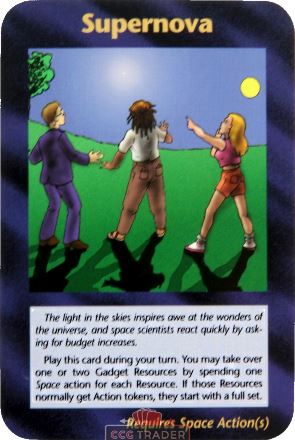 Supernova
The light in the skies inspires awe at the wonders of
the universe, and space scientists react quickly by ask-
ing for budget increases.
Play this card during your turn. You may take over
one or two Gadget Resources by spending one
Space action for each Resource. If those Resources
normally get Action tokens, they start with a full set.
Requires Space Action(s)
CCG TRADER